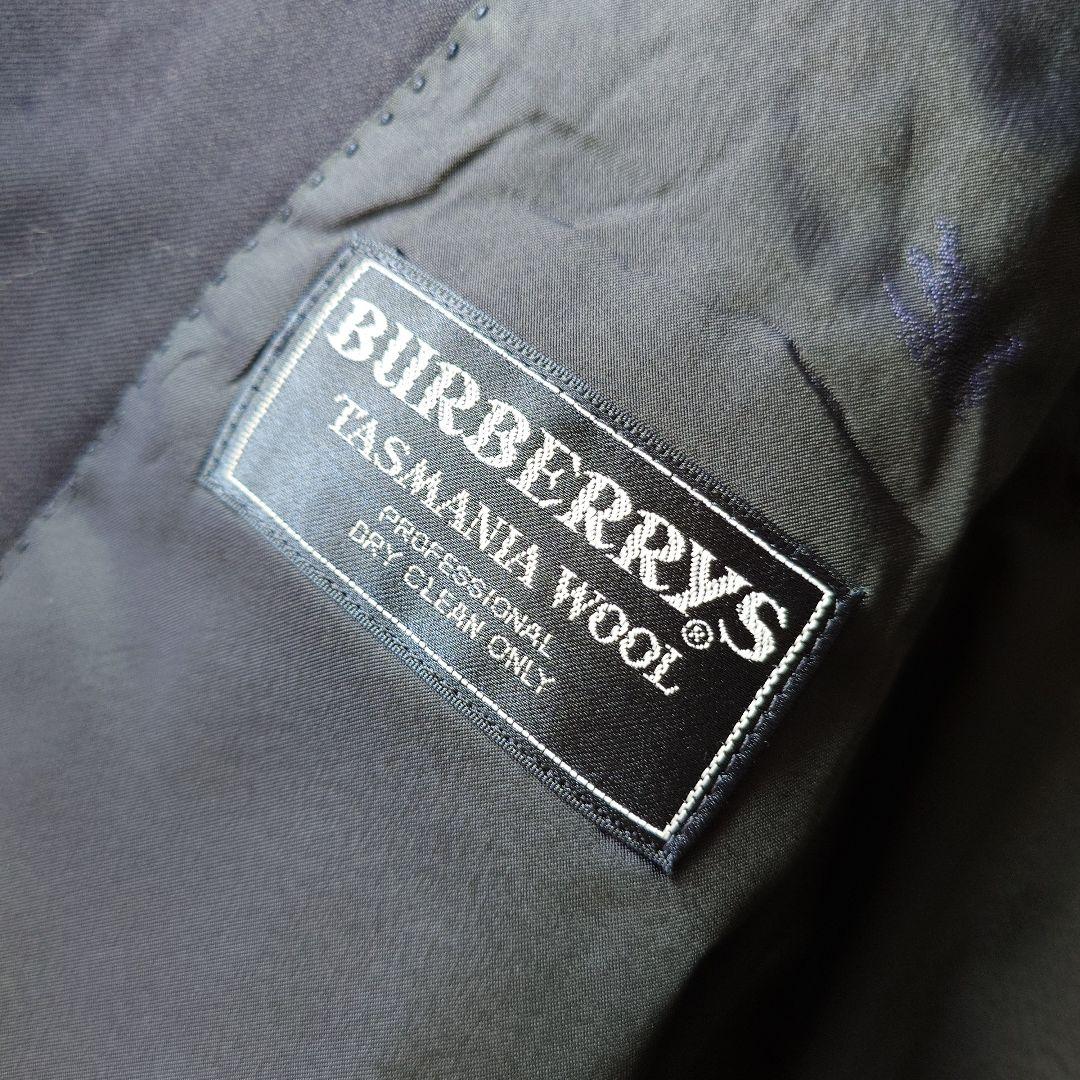 BURBERRYS®
TASMANIA WOOL
PROFESSIONAL
DRY CLEAN ONLY